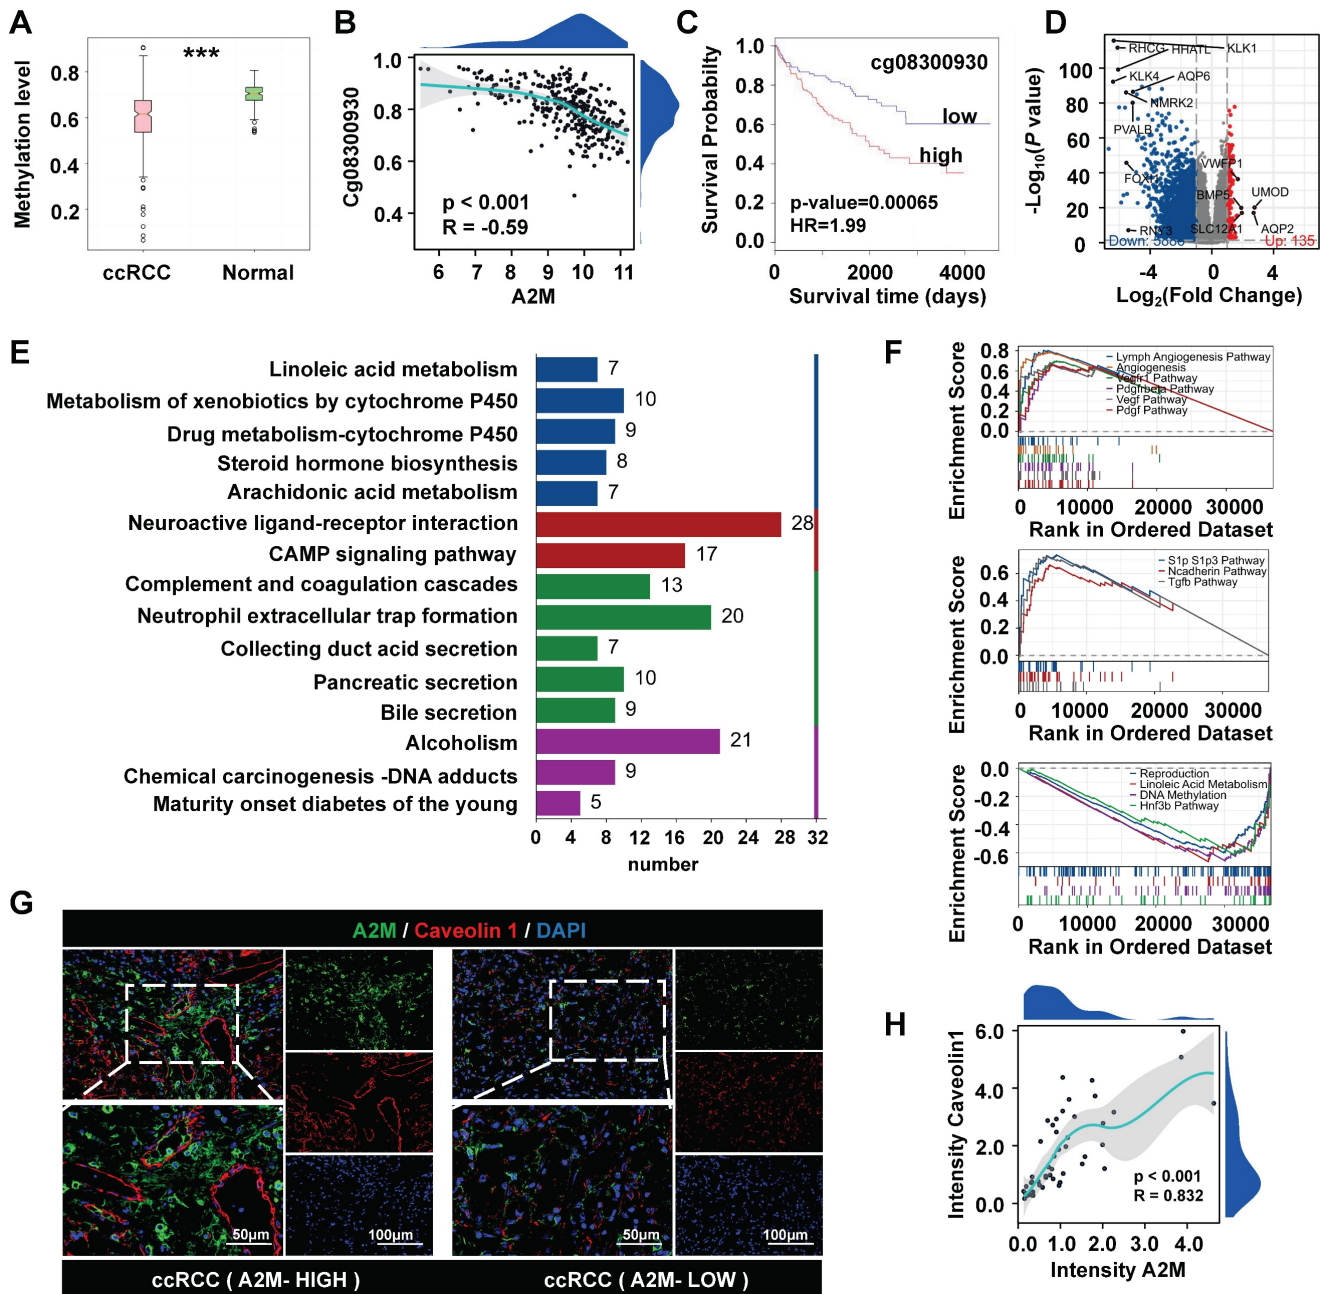 A
Methylation level
0.8
0.6
0.4
0.2
***
ccRCC
Normal
B
Cg08300930
1.0
0.8
0.6
0.4
p < 0.001
R = -0.59
5 6 7 8 9 10 11
A2M
C
Survival Probabilty
1.0
0.8
0.6
0.4
0.2
0.0
cg08300930
low
high
p-value=0.00065
HR=1.99
0 2000 4000
Survival time (days)
D
-Log10(P value)
100
80
60
40
20
0
RHCG
HHATL
KLK1
KLK4
AQP6
NMRK2
PVALB
FOXI1
RNY3
VWFP1
BMP5
UMOD
SLC12A1
AQP2
Down: 5886
Up: 135
-4 0 4
Log2(Fold Change)
E
Linoleic acid metabolism 7
Metabolism of xenobiotics by cytochrome P450 10
Drug metabolism-cytochrome P450 9
Steroid hormone biosynthesis 8
Arachidonic acid metabolism 7
Neuroactive ligand-receptor interaction 28
CAMP signaling pathway 17
Complement and coagulation cascades 13
Neutrophil extracellular trap formation 20
Collecting duct acid secretion 7
Pancreatic secretion 10
Bile secretion 9
Alcoholism 21
Chemical carcinogenesis -DNA adducts 9
Maturity onset diabetes of the young 5
0 4 8 12 16 20 24 28 32
number
F
Enrichment Score
0.8
0.6
0.4
0.2
0.0
Lymph Angiogenesis Pathway
Angiogenesis
Vegfr1 Pathway
Pdgfrbeta Pathway
Vegf Pathway
Pdgf Pathway
0 10000 20000 30000
Rank in Ordered Dataset
Enrichment Score
0.6
0.4
0.2
0.0
S1p S1p3 Pathway
Ncadherin Pathway
Tgfb Pathway
0 10000 20000 30000
Rank in Ordered Dataset
Enrichment Score
0.0
-0.2
-0.4
-0.6
Reproduction
Linoleic Acid Metabolism
DNA Methylation
Hnf3b Pathway
0 10000 20000 30000
Rank in Ordered Dataset
G
A2M / Caveolin 1 / DAPI
50μm
100μm
50μm
100μm
ccRCC ( A2M- HIGH )
ccRCC ( A2M- LOW )
H
Intensity Caveolin1
6.0
4.0
2.0
0.0
p < 0.001
R = 0.832
0.0 1.0 2.0 4.0
Intensity A2M